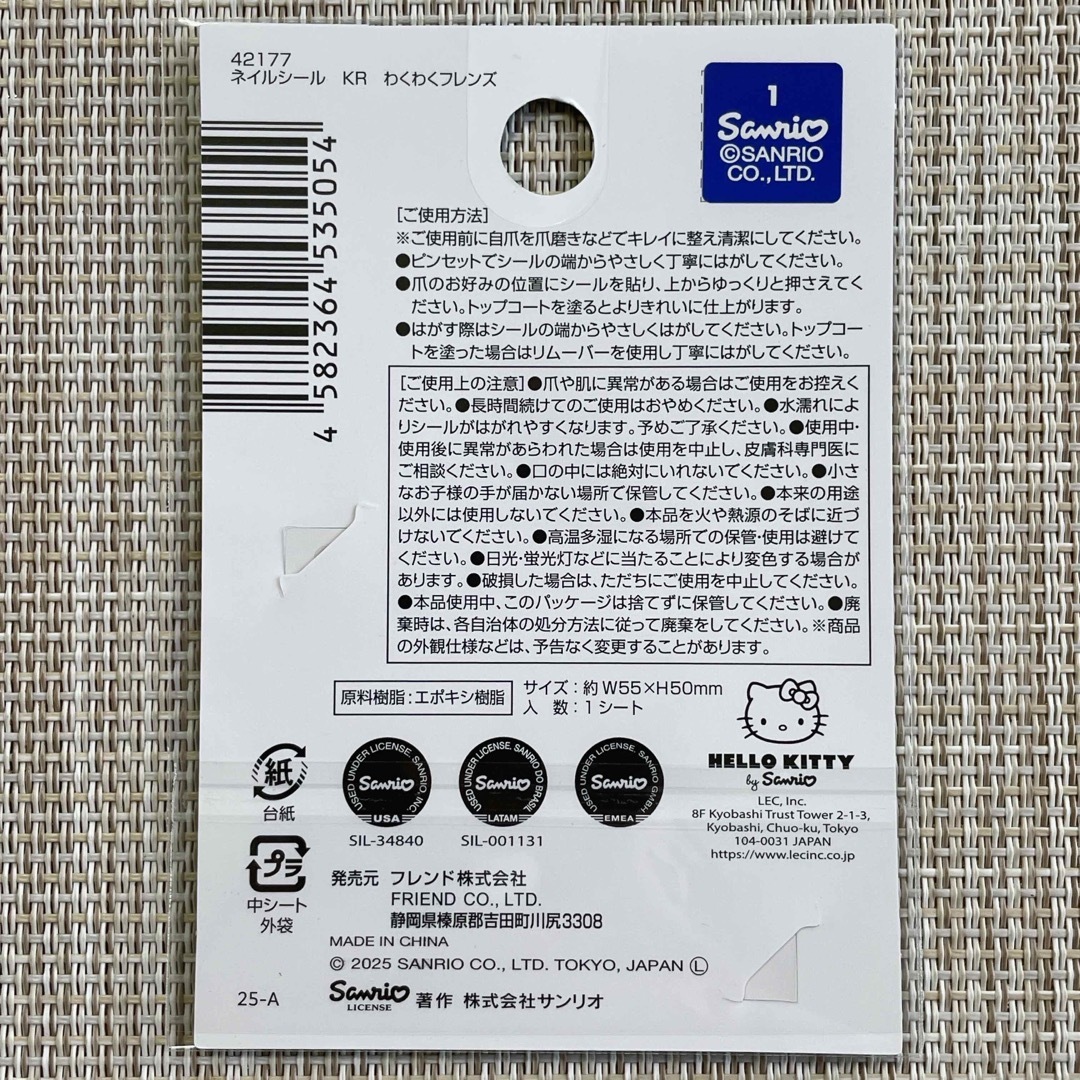 42177
ネイルシール　KR　わくわくフレンズ
4 582364 535054
1
Sanrio
©SANRIO
CO.,LTD.
［ご使用方法］
※ご使用前に自爪を爪磨きなどでキレイに整え清潔にしてください。
●ピンセットでシールの端からやさしく丁寧にはがしてください。
●爪のお好みの位置にシールを貼り、上からゆっくりと押さえてく
ださい。トップコートを塗るとよりきれいに仕上がります。
●はがす際はシールの端からやさしくはがしてください。トップコー
トを塗った場合はリムーバーを使用し丁寧にはがしてください。
［ご使用上の注意］●爪や肌に異常がある場合はご使用をお控えく
ださい。●長時間続けてのご使用はおやめください。●水濡れによ
りシールがはがれやすくなります。予めご了承ください。●使用中・
使用後に異常があらわれた場合は使用を中止し、皮膚科専門医に
ご相談ください。●口の中には絶対にいれないでください。●小さ
なお子様の手が届かない場所で保管してください。●本来の用途
以外には使用しないでください。●本品を火や熱源のそばに近づ
けないでください。●高温多湿になる場所での保管・使用は避けて
ください。●日光・蛍光灯などに当たることにより変色する場合が
あります。●破損した場合は、ただちにご使用を中止してください。
●本品使用中、このパッケージは捨てずに保管してください。●廃
棄時は、各自治体の処分方法に従って廃棄をしてください。※商品
の外観仕様などは、予告なく変更することがあります。
原料樹脂：エポキシ樹脂
サイズ：約 W55×H50mm
入　数：1シート
HELLO KITTY
by Sanrio
LEC, Inc.
8F Kyobashi Trust Tower 2-1-3,
Kyobashi, Chuo-ku, Tokyo
104-0031 JAPAN
https://www.lecinc.co.jp
紙
台紙
プラ
中シート
外袋
USED UNDER LICENSE. SANRIO, INC.
Sanrio
USA
SIL-34840
USED UNDER LICENSE. SANRIO DO BRASIL
Sanrio
LATAM
SIL-001131
USED UNDER LICENSE. SANRIO GMBH
Sanrio
EMEA
発売元　フレンド株式会社
FRIEND CO., LTD.
静岡県榛原郡吉田町川尻3308
MADE IN CHINA
© 2025 SANRIO CO., LTD. TOKYO, JAPAN Ⓛ
25-A
Sanrio
LICENSE
著作 株式会社サンリオ